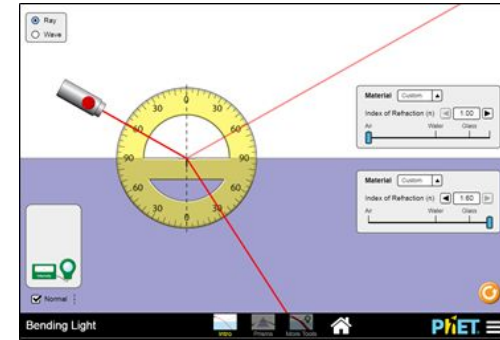 Ray
Wave
Material Custom
Index of Refraction (n) 1.00
Air Water Glass
0
30 30
60 60
90 90
60 60
30 30
0
Material Custom
Index of Refraction (n) 1.60
Air Water Glass
Normal
Bending Light
Intro Prisms More Tools
PhET